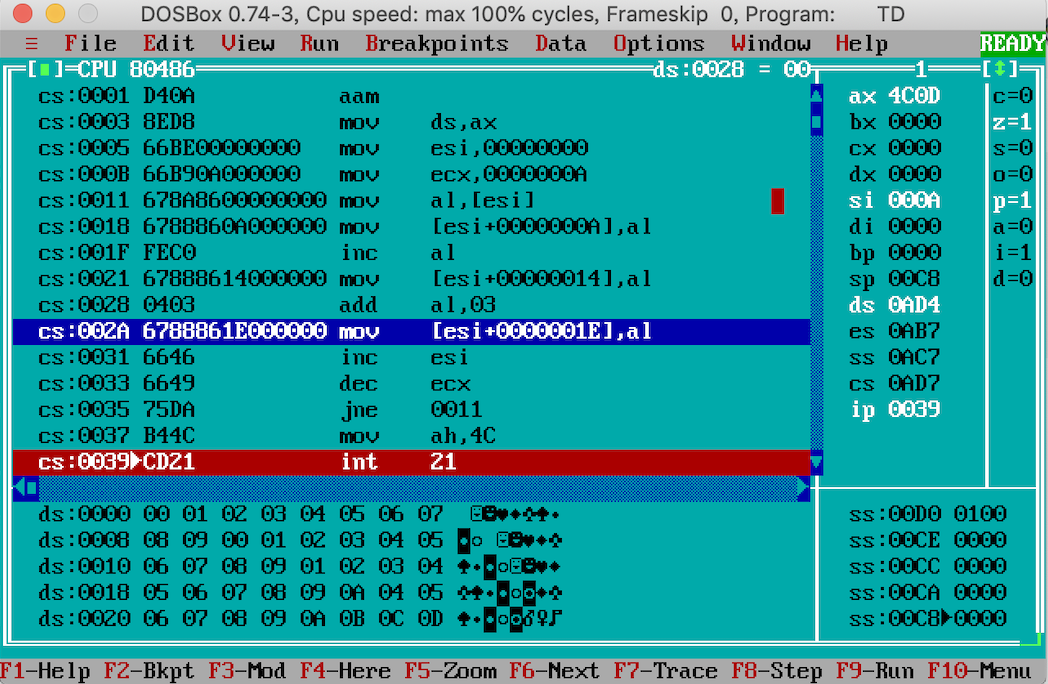 DOSBox 0.74-3, Cpu speed: max 100% cycles, Frameskip 0, Program: TD
≡ File Edit View Run Breakpoints Data Options Window Help READY
[■]=CPU 80486 ds:0028 = 00 1 [↕]
cs:0001 D40A aam ax 4C0D c=0
cs:0003 8ED8 mov ds,ax bx 0000 z=1
cs:0005 66BE00000000 mov esi,00000000 cx 0000 s=0
cs:000B 66B90A000000 mov ecx,0000000A dx 0000 o=0
cs:0011 678A8600000000 mov al,[esi] si 000A p=1
cs:0018 6788860A000000 mov [esi+0000000A],al di 0000 a=0
cs:001F FEC0 inc al bp 0000 i=1
cs:0021 67888614000000 mov [esi+00000014],al sp 00C8 d=0
cs:0028 0403 add al,03 ds 0AD4
cs:002A 6788861E000000 mov [esi+0000001E],al es 0AB7
cs:0031 6646 inc esi ss 0AC7
cs:0033 6649 dec ecx cs 0AD7
cs:0035 75DA jne 0011 ip 0039
cs:0037 B44C mov ah,4C
cs:0039►CD21 int 21
ds:0000 00 01 02 03 04 05 06 07 ☺☻♥♦♣♠• ss:00D0 0100
ds:0008 08 09 00 01 02 03 04 05 ◘○ ☺☻♥♦♣ ss:00CE 0000
ds:0010 06 07 08 09 01 02 03 04 ♠•◘○☺☻♥♦ ss:00CC 0000
ds:0018 05 06 07 08 09 0A 04 05 ♣♠•◘○◙♦♣ ss:00CA 0000
ds:0020 06 07 08 09 0A 0B 0C 0D ♠•◘○◙♂♀♪ ss:00C8►0000
F1-Help F2-Bkpt F3-Mod F4-Here F5-Zoom F6-Next F7-Trace F8-Step F9-Run F10-Menu